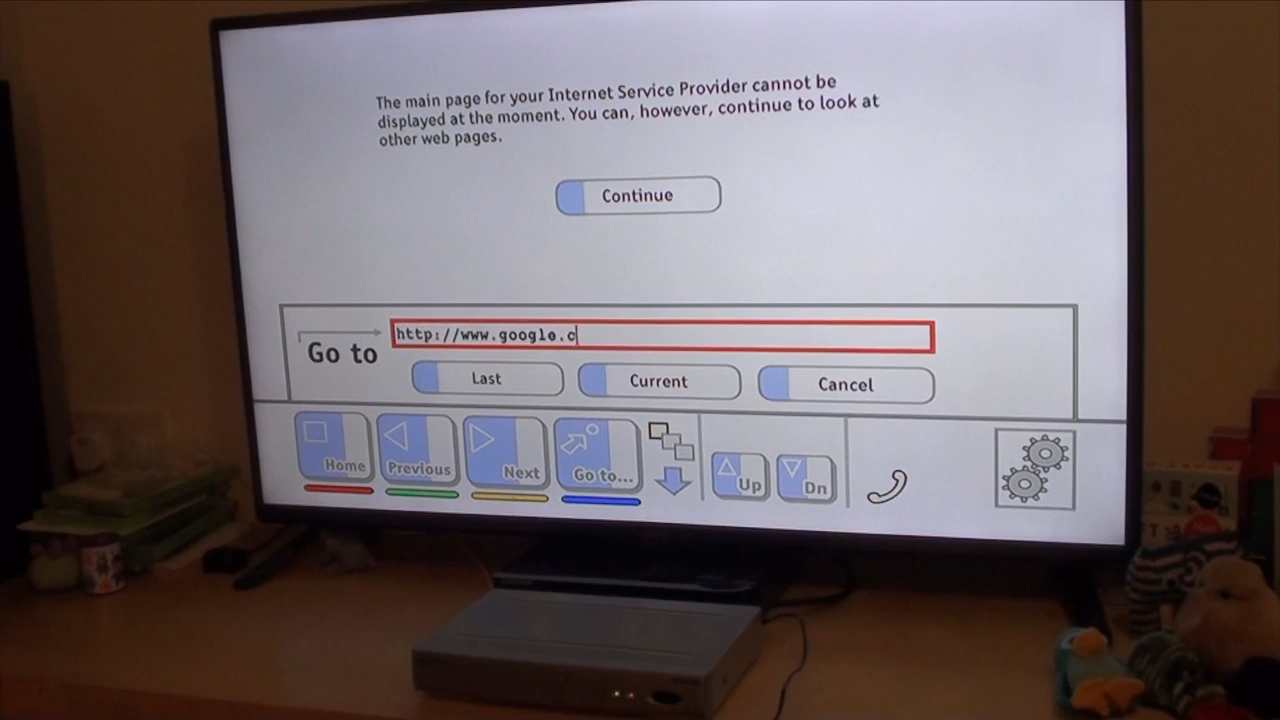 The main page for your Internet Service Provider cannot be
displayed at the moment. You can, however, continue to look at
other web pages.
Continue
Go to
http://www.google.c
Last
Current
Cancel
Home
Previous
Next
Go to...
Up
Dn